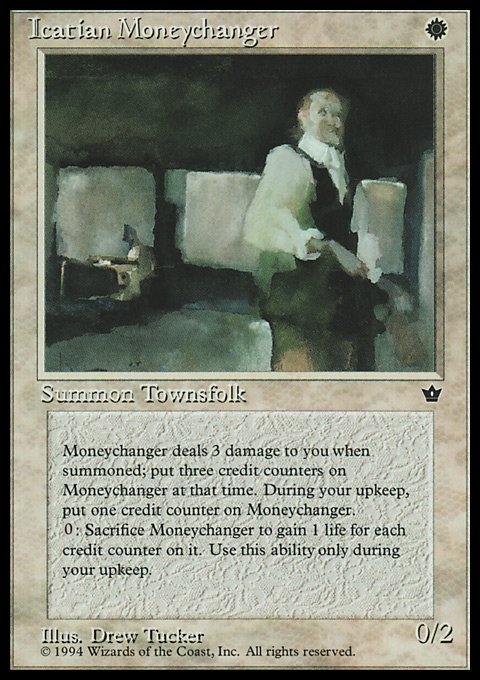 Icatian Moneychanger
Summon Townsfolk
Moneychanger deals 3 damage to you when
summoned; put three credit counters on
Moneychanger at that time. During your upkeep,
put one credit counter on Moneychanger.
0: Sacrifice Moneychanger to gain 1 life for each
credit counter on it. Use this ability only during
your upkeep.
Illus. Drew Tucker
0/2
© 1994 Wizards of the Coast, Inc. All rights reserved.